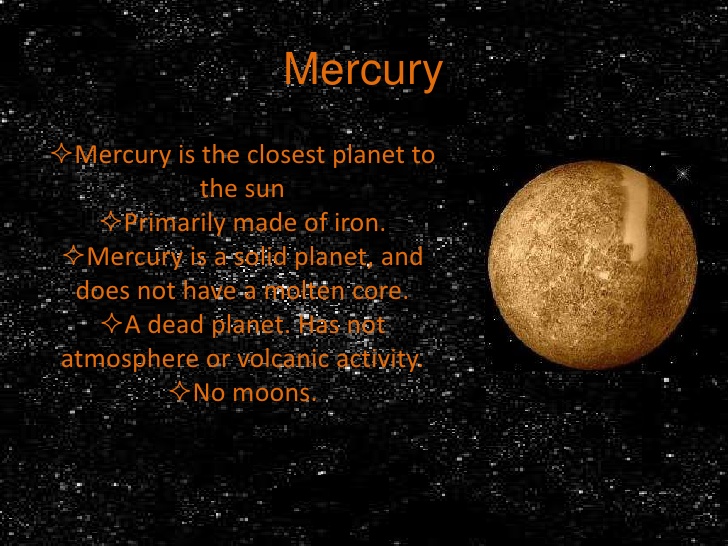 Mercury
✧Mercury is the closest planet to
the sun
✧Primarily made of iron.
✧Mercury is a solid planet, and
does not have a molten core.
✧A dead planet. Has not
atmosphere or volcanic activity.
✧No moons.